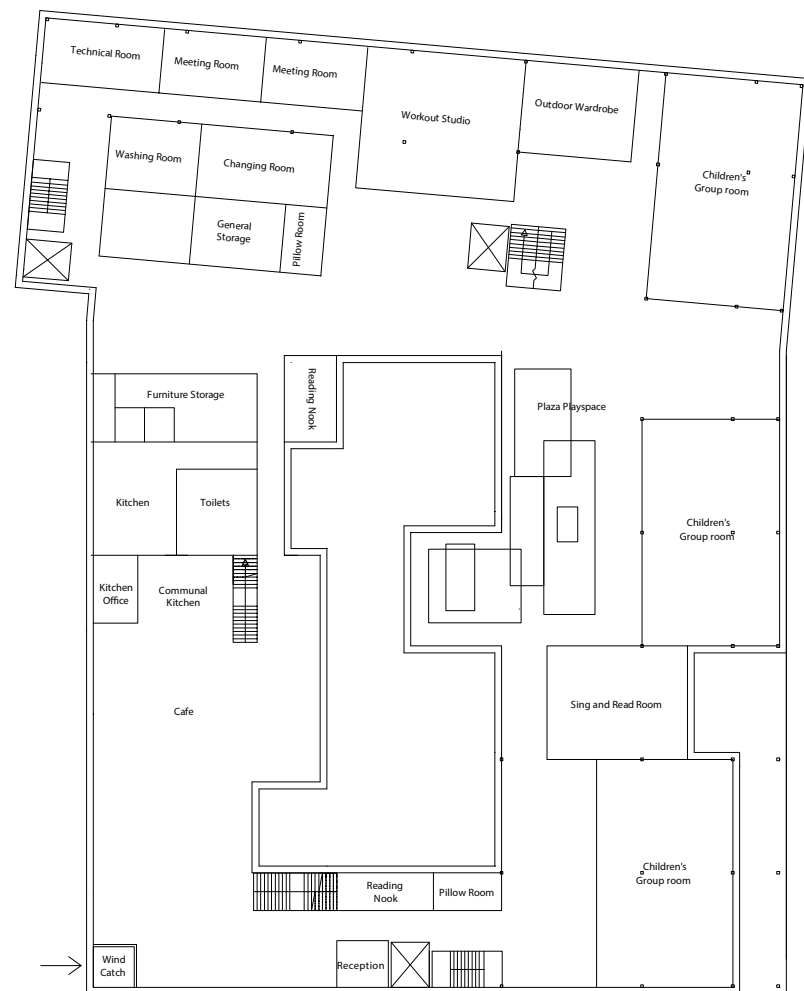 Technical Room
Meeting Room
Meeting Room
Workout Studio
Outdoor Wardrobe
Children's
Group room
Washing Room
Changing Room
General
Storage
Pillow Room
Furniture Storage
Reading Nook
Plaza Playspace
Kitchen
Toilets
Children's
Group room
Kitchen
Office
Communal
Kitchen
Cafe
Sing and Read Room
Children's
Group room
Reading
Nook
Pillow Room
Wind
Catch
Reception